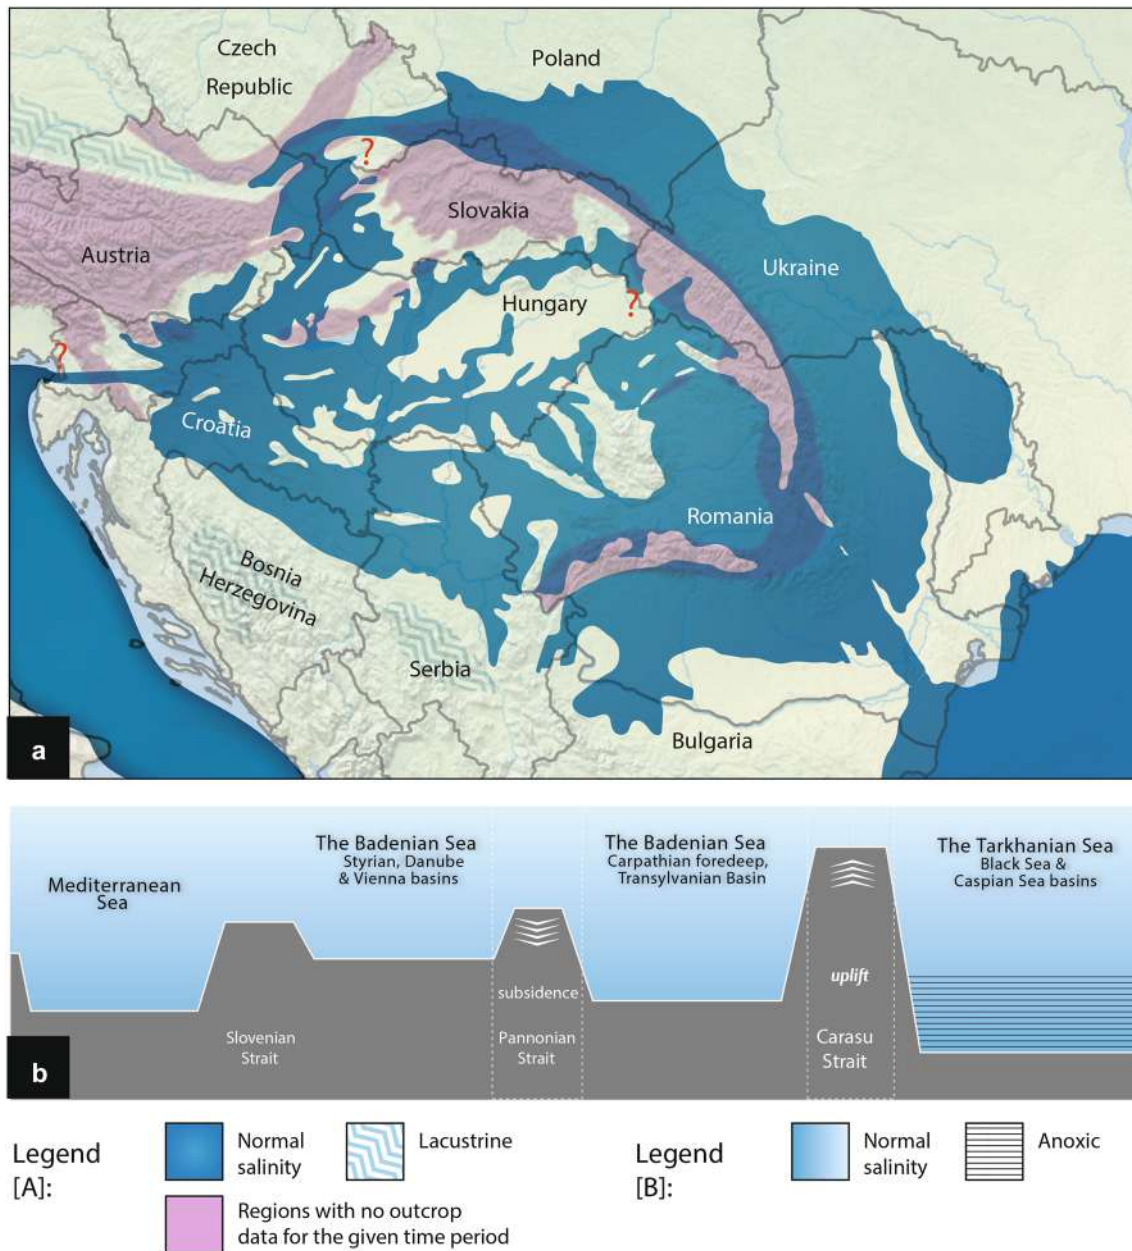 Czech
Republic
Poland
?
Slovakia
Austria
Ukraine
Hungary
?
?
Croatia
Romania
Bosnia
Herzegovina
Serbia
Bulgaria
a
The Badenian Sea
Styrian, Danube
& Vienna basins
The Badenian Sea
Carpathian foredeep,
Transylvanian Basin
The Tarkhanian Sea
Black Sea &
Caspian Sea basins
Mediterranean
Sea
subsidence
uplift
Slovenian
Strait
Pannonian
Strait
Carasu
Strait
b
Legend
[A]:
Normal
salinity
Lacustrine
Regions with no outcrop
data for the given time period
Legend
[B]:
Normal
salinity
Anoxic